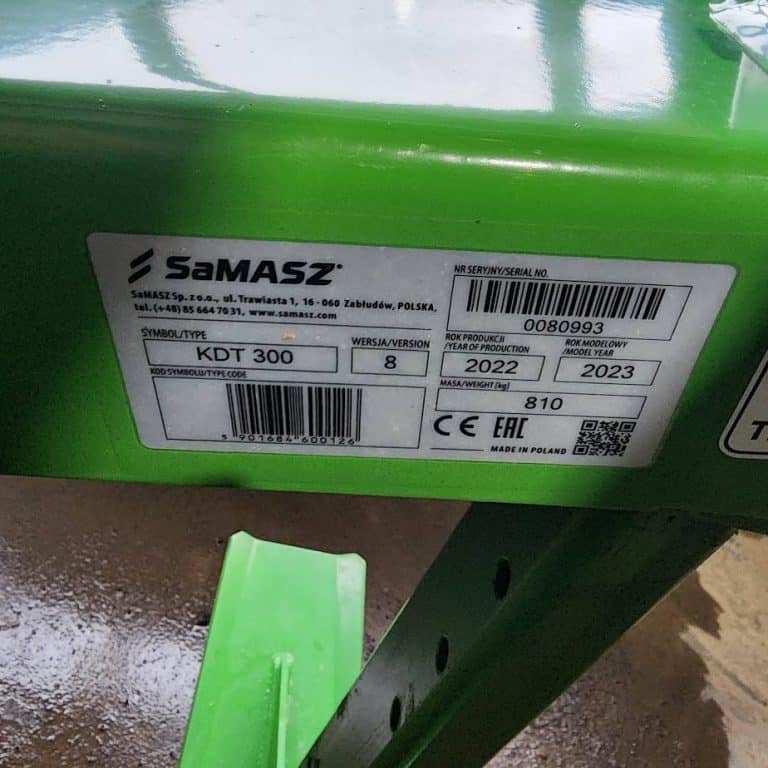 SaMASZ
SaMASZ Sp. z o.o., ul. Trawiasta 1, 16 - 060 Zabłudów, POLSKA,
tel. (+48) 85 664 70 31, www.samasz.com
NR SERYJNY/SERIAL NO.
0080993
SYMBOL/TYPE
KDT 300
WERSJA/VERSION
8
ROK PRODUKCJI
/YEAR OF PRODUCTION
2022
ROK MODELOWY
/MODEL YEAR
2023
KOD SYMBOLU/TYPE CODE
5 901684 600126
MASA/WEIGHT [kg]
810
CE EAC
MADE IN POLAND